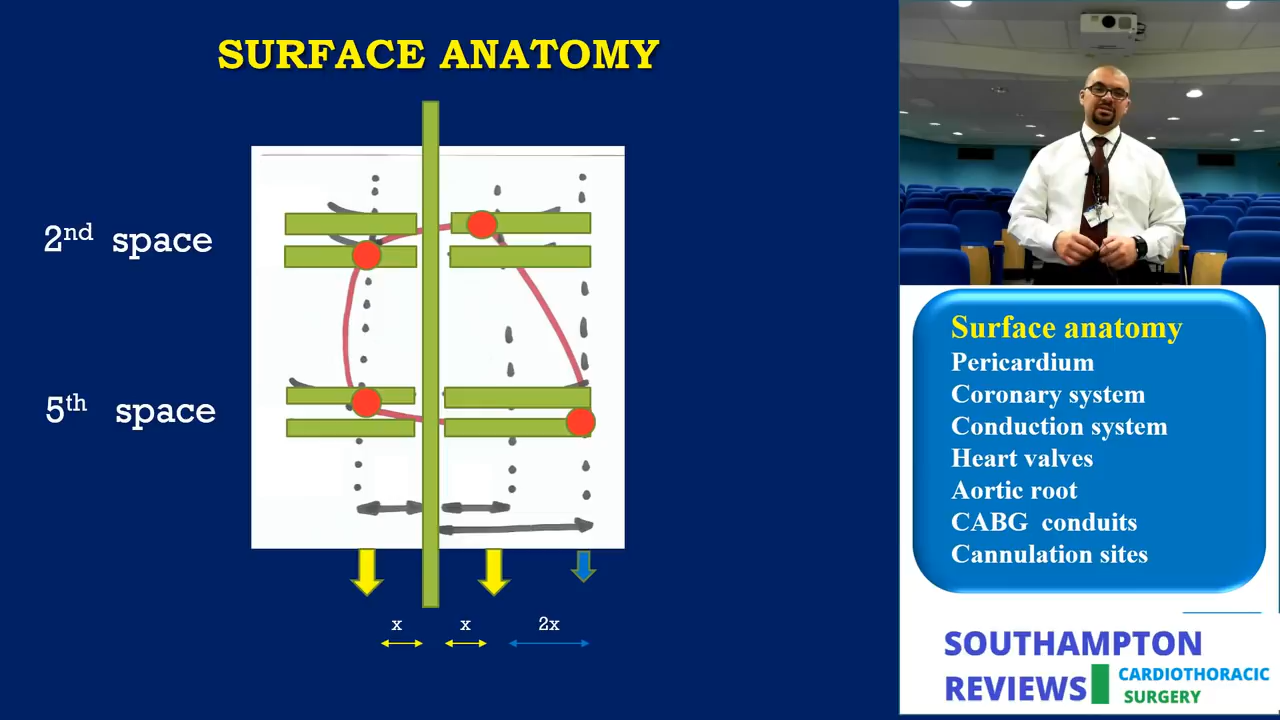 SURFACE ANATOMY
2nd space
5th space
x x 2x
Surface anatomy
Pericardium
Coronary system
Conduction system
Heart valves
Aortic root
CABG conduits
Cannulation sites
SOUTHAMPTON
REVIEWS
CARDIOTHORACIC
SURGERY